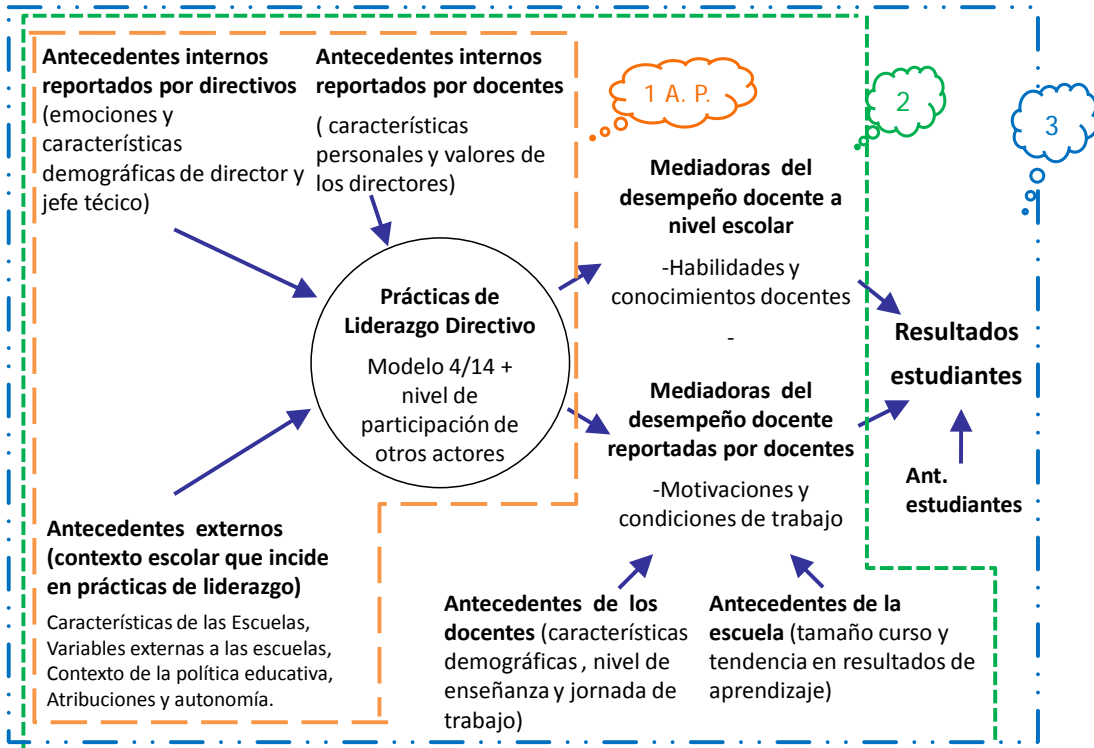 Antecedentes internos
reportados por directivos
(emociones y
características
demográficas de director y
jefe técico)
Antecedentes internos
reportados por docentes
( características
personales y valores de
los directores)
1 A. P.
2
3
Mediadoras del
desempeño docente a
nivel escolar
-Habilidades y
conocimientos docentes
-
Prácticas de
Liderazgo Directivo
Modelo 4/14 +
nivel de
participación de
otros actores
Resultados
estudiantes
Mediadoras del
desempeño docente
reportadas por docentes
-Motivaciones y
condiciones de trabajo
Ant.
estudiantes
Antecedentes externos
(contexto escolar que incide
en prácticas de liderazgo)
Características de las Escuelas,
Variables externas a las escuelas,
Contexto de la política educativa,
Atribuciones y autonomía.
Antecedentes de los
docentes (características
demográficas , nivel de
enseñanza y jornada de
trabajo)
Antecedentes de la
escuela (tamaño curso y
tendencia en resultados de
aprendizaje)